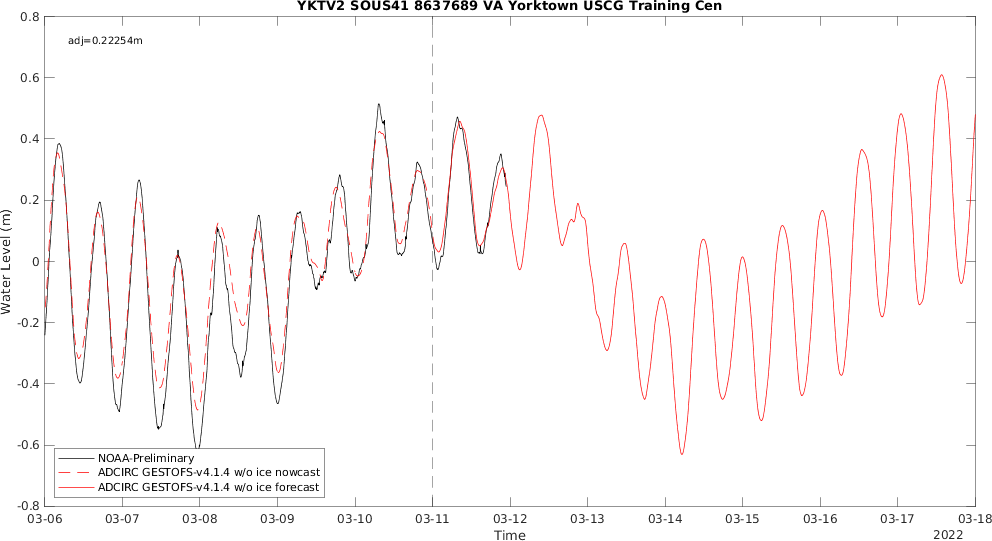 YKTV2 SOUS41 8637689 VA Yorktown USCG Training Cen
adj=0.22254m
0.8
0.6
0.4
0.2
0
-0.2
-0.4
-0.6
-0.8
Water Level (m)
NOAA-Preliminary
ADCIRC GESTOFS-v4.1.4 w/o ice nowcast
ADCIRC GESTOFS-v4.1.4 w/o ice forecast
03-06 03-07 03-08 03-09 03-10 03-11 03-12 03-13 03-14 03-15 03-16 03-17 03-18
Time
2022